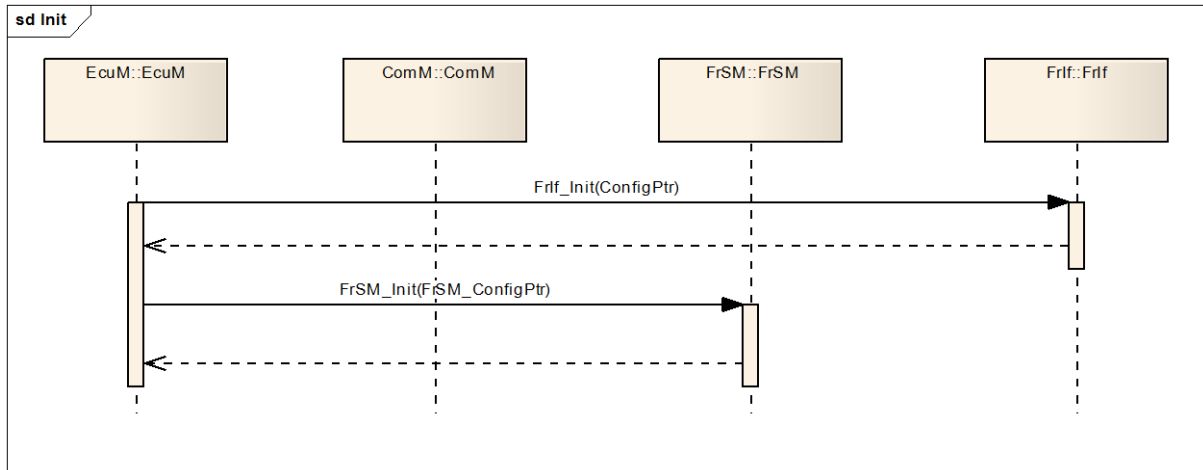 sd Init
EcuM::EcuM
ComM::ComM
FrSM::FrSM
FrIf::FrIf
FrIf_Init(ConfigPtr)
FrSM_Init(FrSM_ConfigPtr)